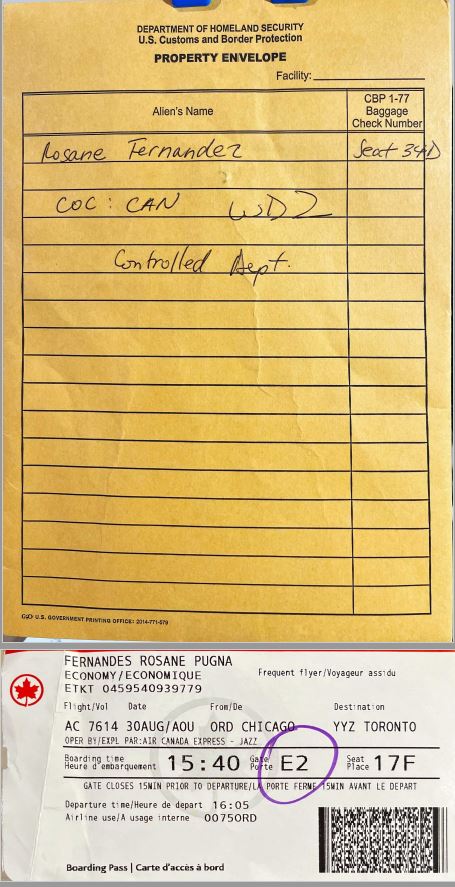 DEPARTMENT OF HOMELAND SECURITY
U.S. Customs and Border Protection
PROPERTY ENVELOPE
Facility:
Alien's Name
CBP 1-77 Baggage Check Number
Rosane Fernandez Seat 34D
COC: CAN WD2
Controlled Dept.
GPO U.S. GOVERNMENT PRINTING OFFICE: 2014-771-579
FERNANDES ROSANE PUGNA
ECONOMY/ECONOMIQUE Frequent flyer/Voyageur assidu
ETKT 0459540939779
Flight/Vol Date From/De Destination
AC 7614 30AUG/AOU ORD CHICAGO YYZ TORONTO
OPER BY/EXPL PAR:AIR CANADA EXPRESS - JAZZ
Boarding time Heure d'embarquement 15:40 Gate Porte E2 Seat Place 17F
GATE CLOSES 15MIN PRIOR TO DEPARTURE/LA PORTE FERME 15MIN AVANT LE DEPART
Departure time/Heure de depart 16:05
Airline use/A usage interne 0075ORD
Boarding Pass | Carte d'accès à bord